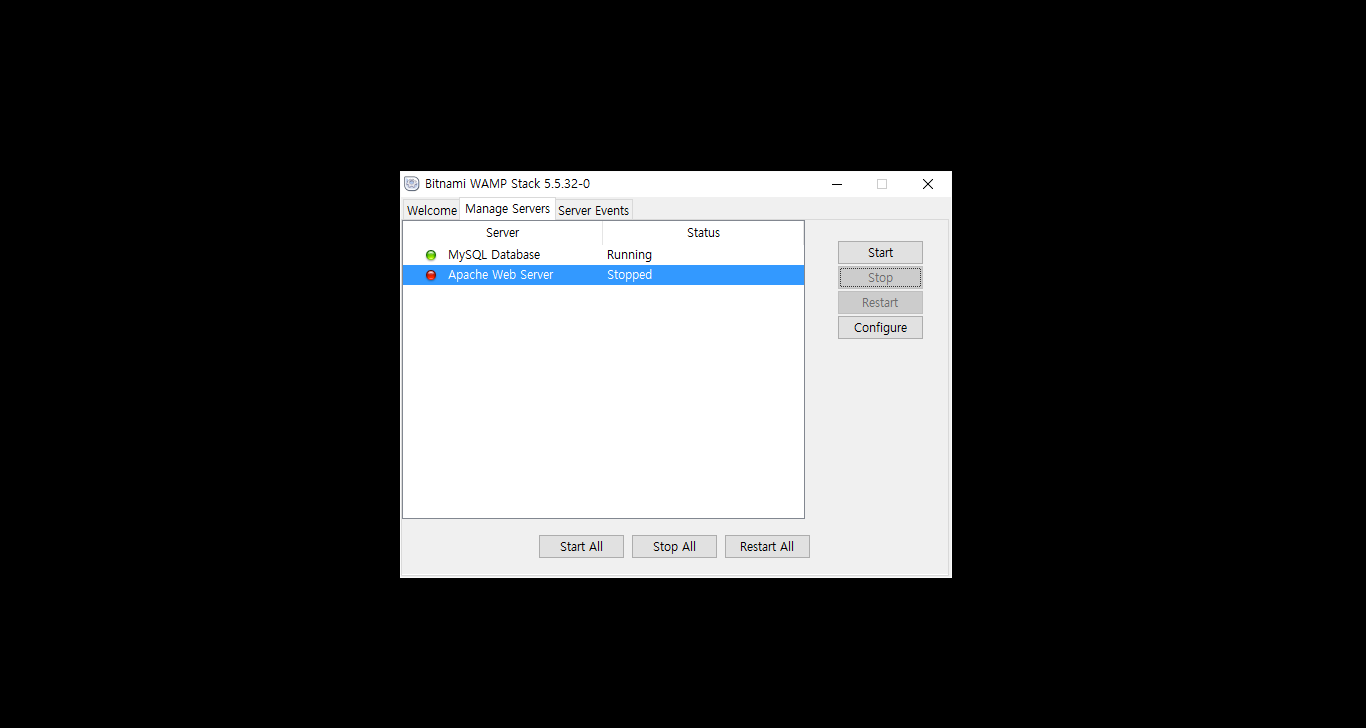 Bitnami WAMP Stack 5.5.32-0
Welcome Manage Servers Server Events
Server Status
MySQL Database Running
Apache Web Server Stopped
Start
Stop
Restart
Configure
Start All Stop All Restart All